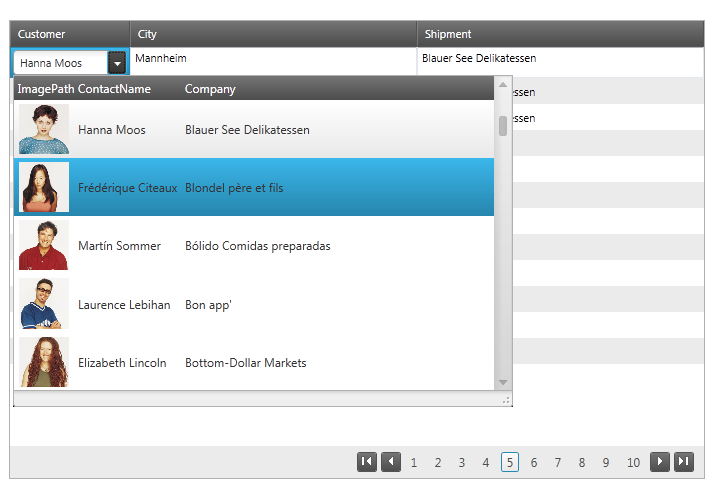 Customer City Shipment
Hanna Moos Mannheim Blauer See Delikatessen
ImagePath ContactName Company
essen
essen
Hanna Moos Blauer See Delikatessen
Frédérique Citeaux Blondel père et fils
Martín Sommer Bólido Comidas preparadas
Laurence Lebihan Bon app'
Elizabeth Lincoln Bottom-Dollar Markets
1 2 3 4 5 6 7 8 9 10